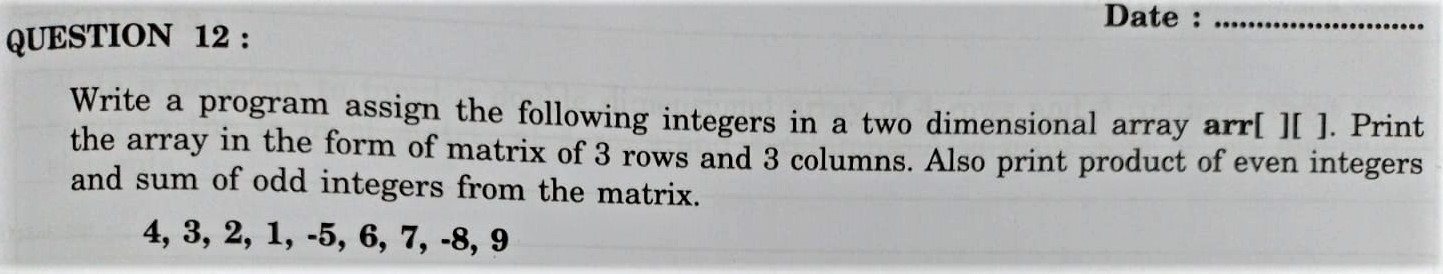 Date : ..........................
QUESTION 12 :
Write a program assign the following integers in a two dimensional array arr[ ][ ]. Print
the array in the form of matrix of 3 rows and 3 columns. Also print product of even integers
and sum of odd integers from the matrix.
4, 3, 2, 1, -5, 6, 7, -8, 9